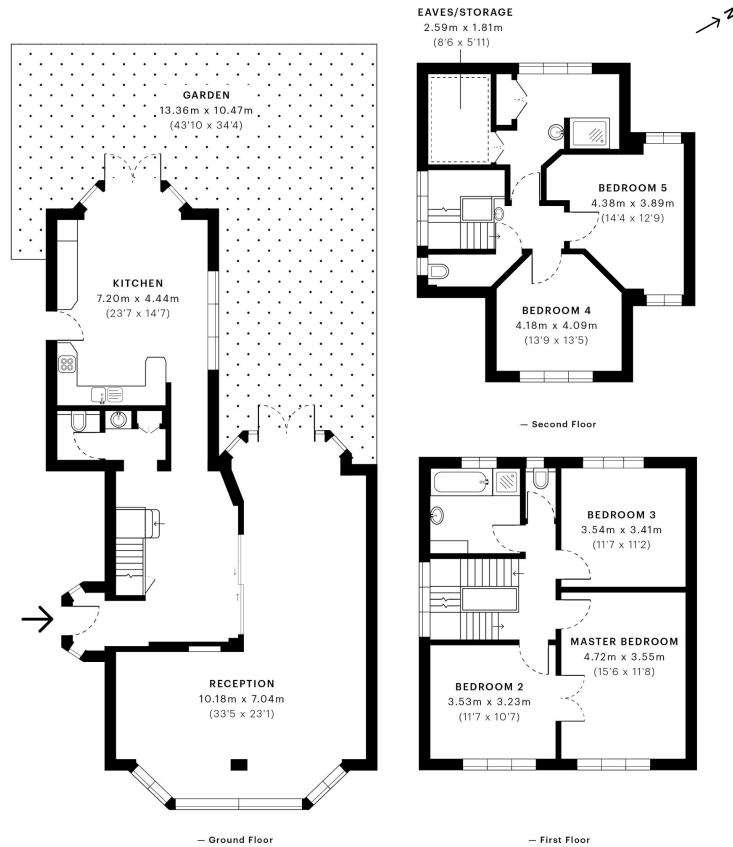 EAVES/STORAGE
2.59m x 1.81m
(8'6 x 5'11)
N
GARDEN
13.36m x 10.47m
(43'10 x 34'4)
BEDROOM 5
4.38m x 3.89m
(14'4 x 12'9)
KITCHEN
7.20m x 4.44m
(23'7 x 14'7)
BEDROOM 4
4.18m x 4.09m
(13'9 x 13'5)
— Second Floor
BEDROOM 3
3.54m x 3.41m
(11'7 x 11'2)
MASTER BEDROOM
4.72m x 3.55m
(15'6 x 11'8)
RECEPTION
10.18m x 7.04m
(33'5 x 23'1)
BEDROOM 2
3.53m x 3.23m
(11'7 x 10'7)
— Ground Floor
— First Floor